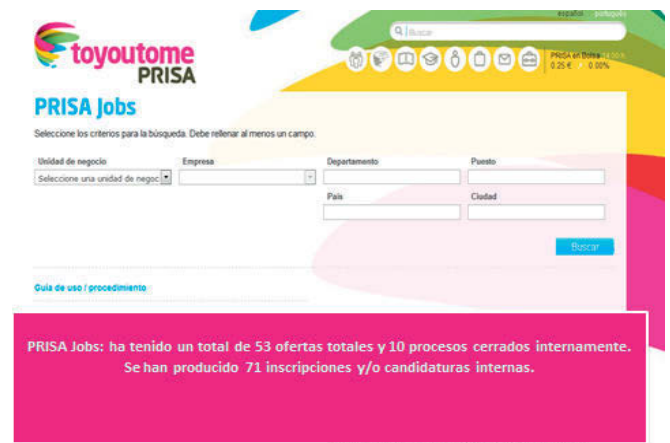 español português
Buscar
toyoutome
PRISA
PRISA en Bolsa
0.25 € 0.00%
PRISA Jobs
Seleccione los criterios para la búsqueda. Debe rellenar al menos un campo.
Unidad de negocio Empresa Departamento Puesto
Seleccione una unidad de negoc
País Ciudad
Buscar
Guía de uso / procedimiento
PRISA Jobs: ha tenido un total de 53 ofertas totales y 10 procesos cerrados internamente.
Se han producido 71 inscripciones y/o candidaturas internas.